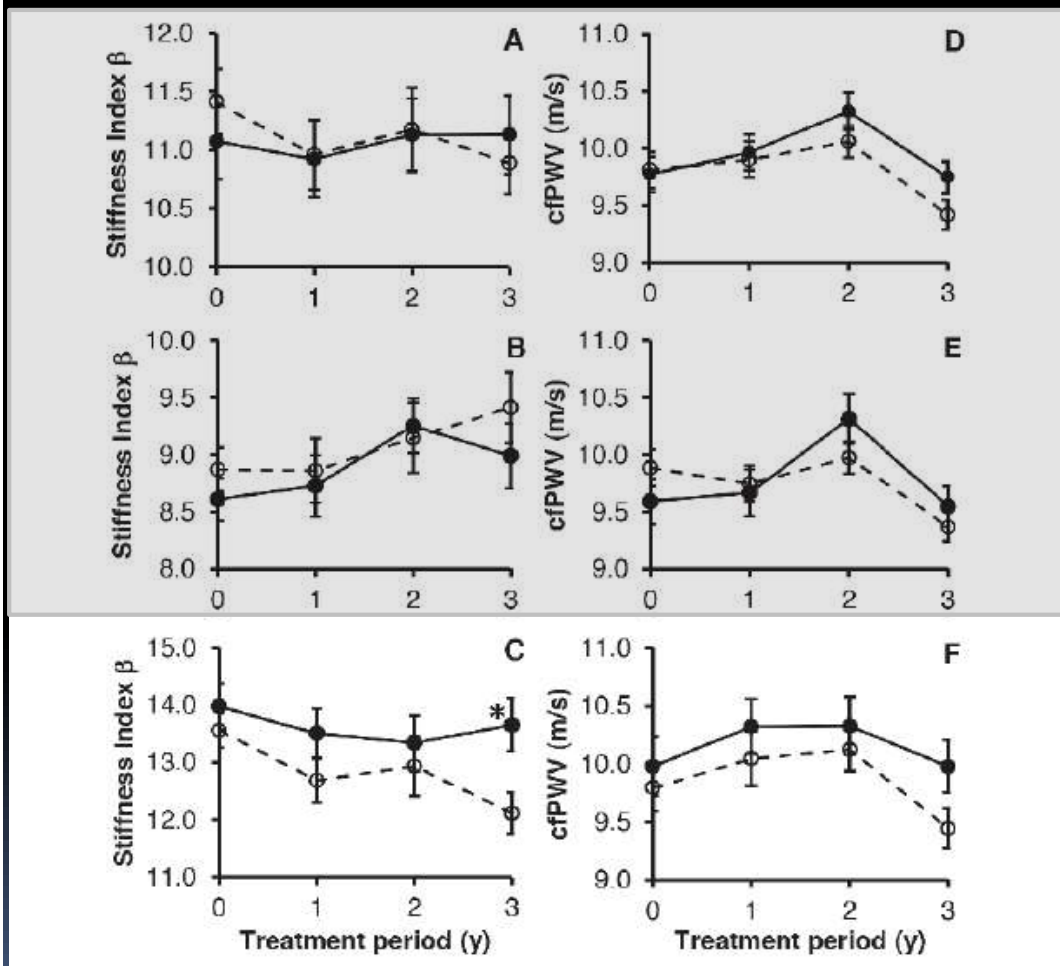 A
Stiffness Index β
12.0
11.5
11.0
10.5
10.0
0 1 2 3
D
cfPWV (m/s)
11.0
10.5
10.0
9.5
9.0
0 1 2 3
B
Stiffness Index β
10.0
9.5
9.0
8.5
8.0
0 1 2 3
E
cfPWV (m/s)
11.0
10.5
10.0
9.5
9.0
0 1 2 3
C
Stiffness Index β
15.0
14.0
13.0
12.0
11.0
*
0 1 2 3
Treatment period (y)
F
cfPWV (m/s)
11.0
10.5
10.0
9.5
9.0
0 1 2 3
Treatment period (y)